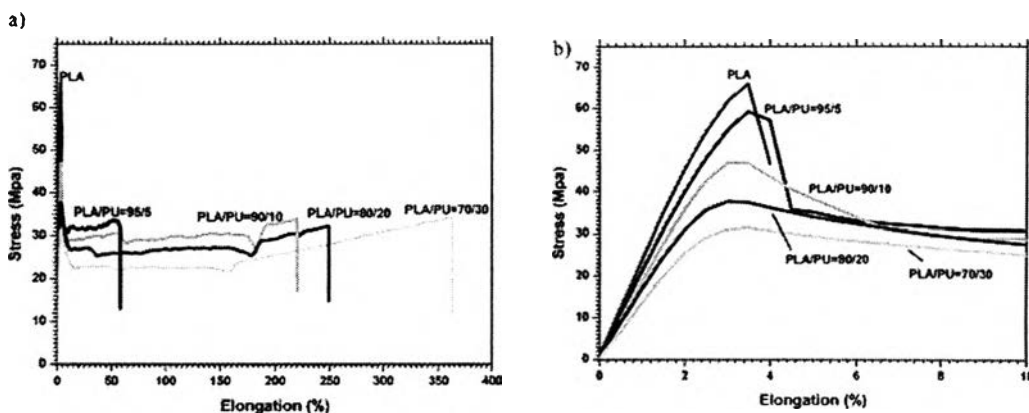 a)
70
60
50
40
30
20
10
0
Stress (Mpa)
PLA
PLA/PU=95/5
PLA/PU=90/10
PLA/PU=80/20
PLA/PU=70/30
0 50 100 150 200 250 300 350 400
Elongation (%)
b)
70
60
50
40
30
20
10
0
Stress (Mpa)
PLA
PLA/PU=95/5
PLA/PU=90/10
PLA/PU=80/20
PLA/PU=70/30
0 2 4 6 8 10
Elongation (%)